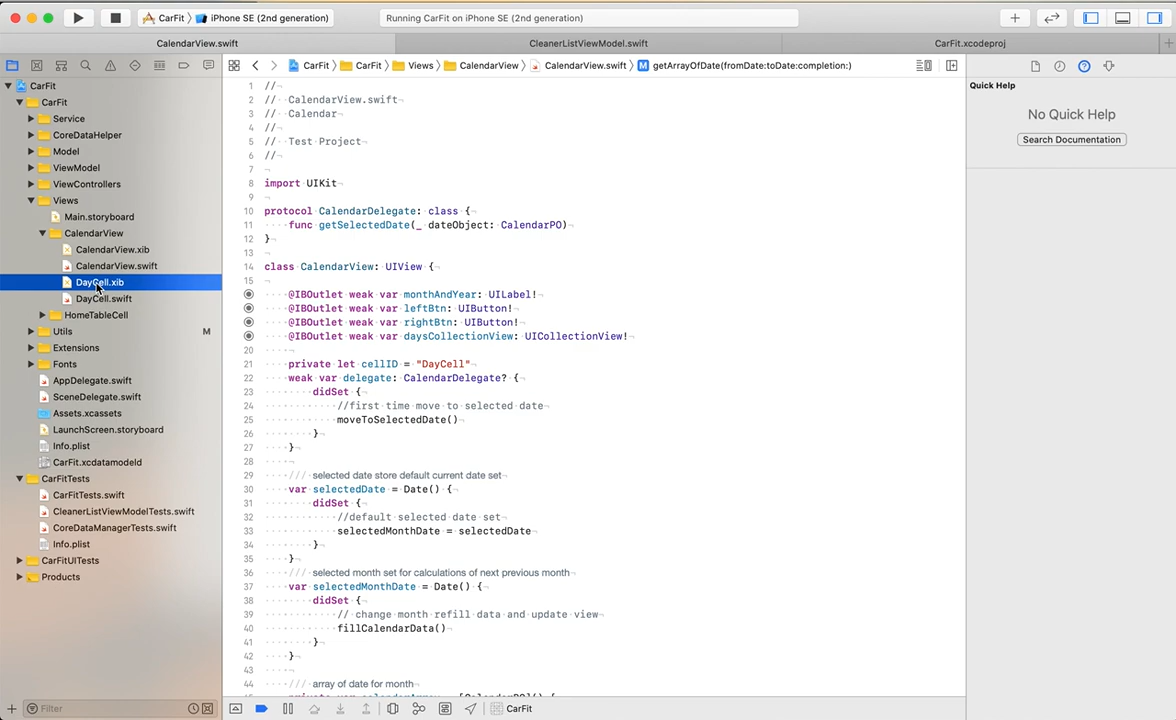 CarFit 〉 iPhone SE (2nd generation)
Running CarFit on iPhone SE (2nd generation)
CalendarView.swift
CleanerListViewModel.swift
CarFit.xcodeproj
CarFit 〉 CarFit 〉 Views 〉 CalendarView 〉 CalendarView.swift 〉 M getArrayOfDate(fromDate:toDate:completion:)
CarFit
CarFit
Service
CoreDataHelper
Model
ViewModel
ViewControllers
Views
Main.storyboard
CalendarView
CalendarView.xib
CalendarView.swift
DayCell.xib
DayCell.swift
HomeTableCell
Utils M
Extensions
Fonts
AppDelegate.swift
SceneDelegate.swift
Assets.xcassets
LaunchScreen.storyboard
Info.plist
CarFit.xcdatamodeld
CarFitTests
CarFitTests.swift
CleanerListViewModelTests.swift
CoreDataManagerTests.swift
Info.plist
CarFitUITests
Products
Filter
1 //
2 // CalendarView.swift
3 // Calendar
4 //
5 // Test Project
6 //
7
8 import UIKit
9
10 protocol CalendarDelegate: class {
11 func getSelectedDate(_ dateObject: CalendarPO)
12 }
13
14 class CalendarView: UIView {
15
@IBOutlet weak var monthAndYear: UILabel!
@IBOutlet weak var leftBtn: UIButton!
@IBOutlet weak var rightBtn: UIButton!
@IBOutlet weak var daysCollectionView: UICollectionView!
20
21 private let cellID = "DayCell"
22 weak var delegate: CalendarDelegate? {
23 didSet {
24 //first time move to selected date
25 moveToSelectedDate()
26 }
27 }
28
29 /// selected date store default current date set
30 var selectedDate = Date() {
31 didSet {
32 //default selected date set
33 selectedMonthDate = selectedDate
34 }
35 }
36 /// selected month set for calculations of next previous month
37 var selectedMonthDate = Date() {
38 didSet {
39 // change month refill data and update view
40 fillCalendarData()
41 }
42 }
43
44 /// array of date for month
CarFit
Quick Help
No Quick Help
Search Documentation